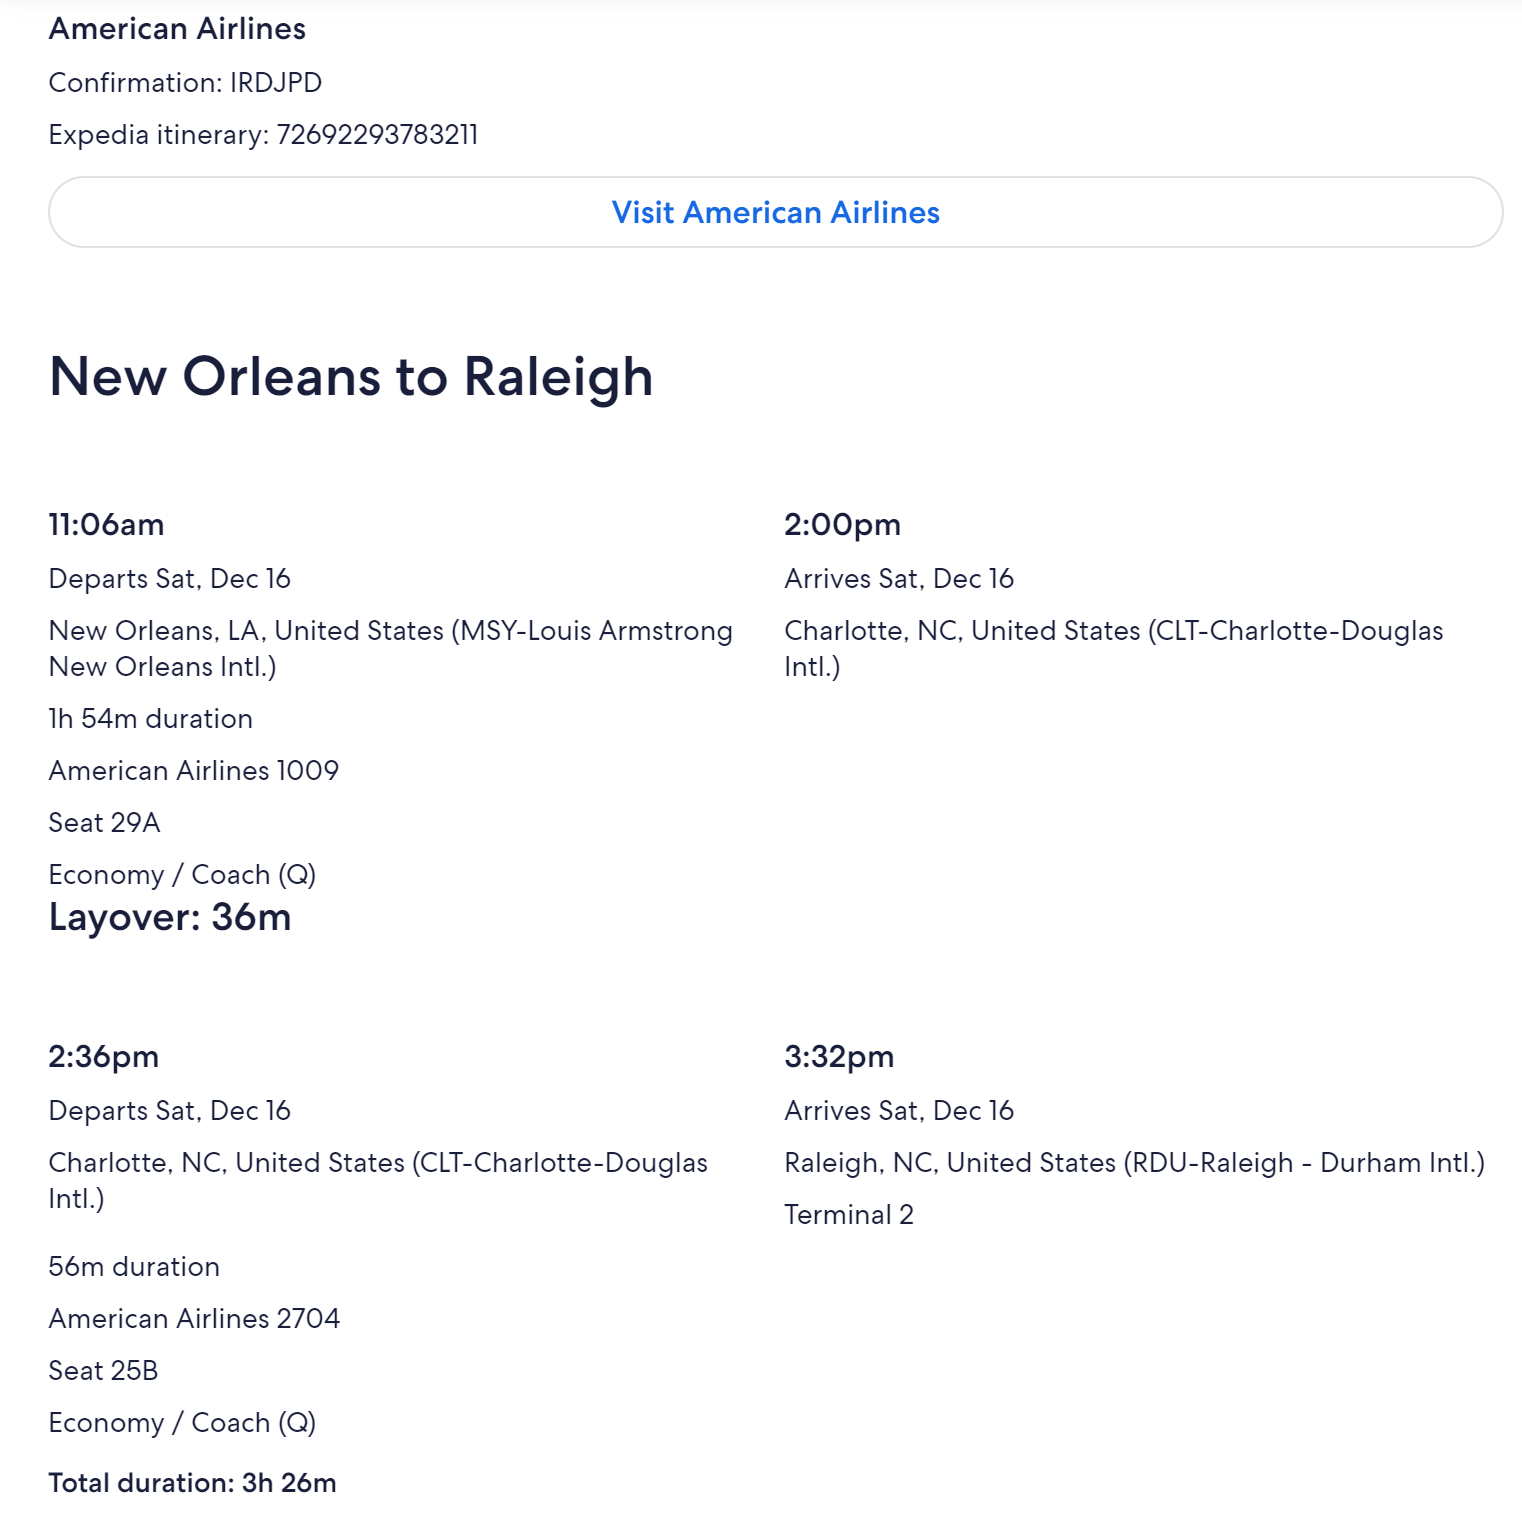 American Airlines
Confirmation: IRDJPD
Expedia itinerary: 72692293783211
Visit American Airlines
New Orleans to Raleigh
11:06am
Departs Sat, Dec 16
New Orleans, LA, United States (MSY-Louis Armstrong
New Orleans Intl.)
1h 54m duration
American Airlines 1009
Seat 29A
Economy / Coach (Q)
2:00pm
Arrives Sat, Dec 16
Charlotte, NC, United States (CLT-Charlotte-Douglas
Intl.)
Layover: 36m
2:36pm
Departs Sat, Dec 16
Charlotte, NC, United States (CLT-Charlotte-Douglas
Intl.)
56m duration
American Airlines 2704
Seat 25B
Economy / Coach (Q)
3:32pm
Arrives Sat, Dec 16
Raleigh, NC, United States (RDU-Raleigh - Durham Intl.)
Terminal 2
Total duration: 3h 26m